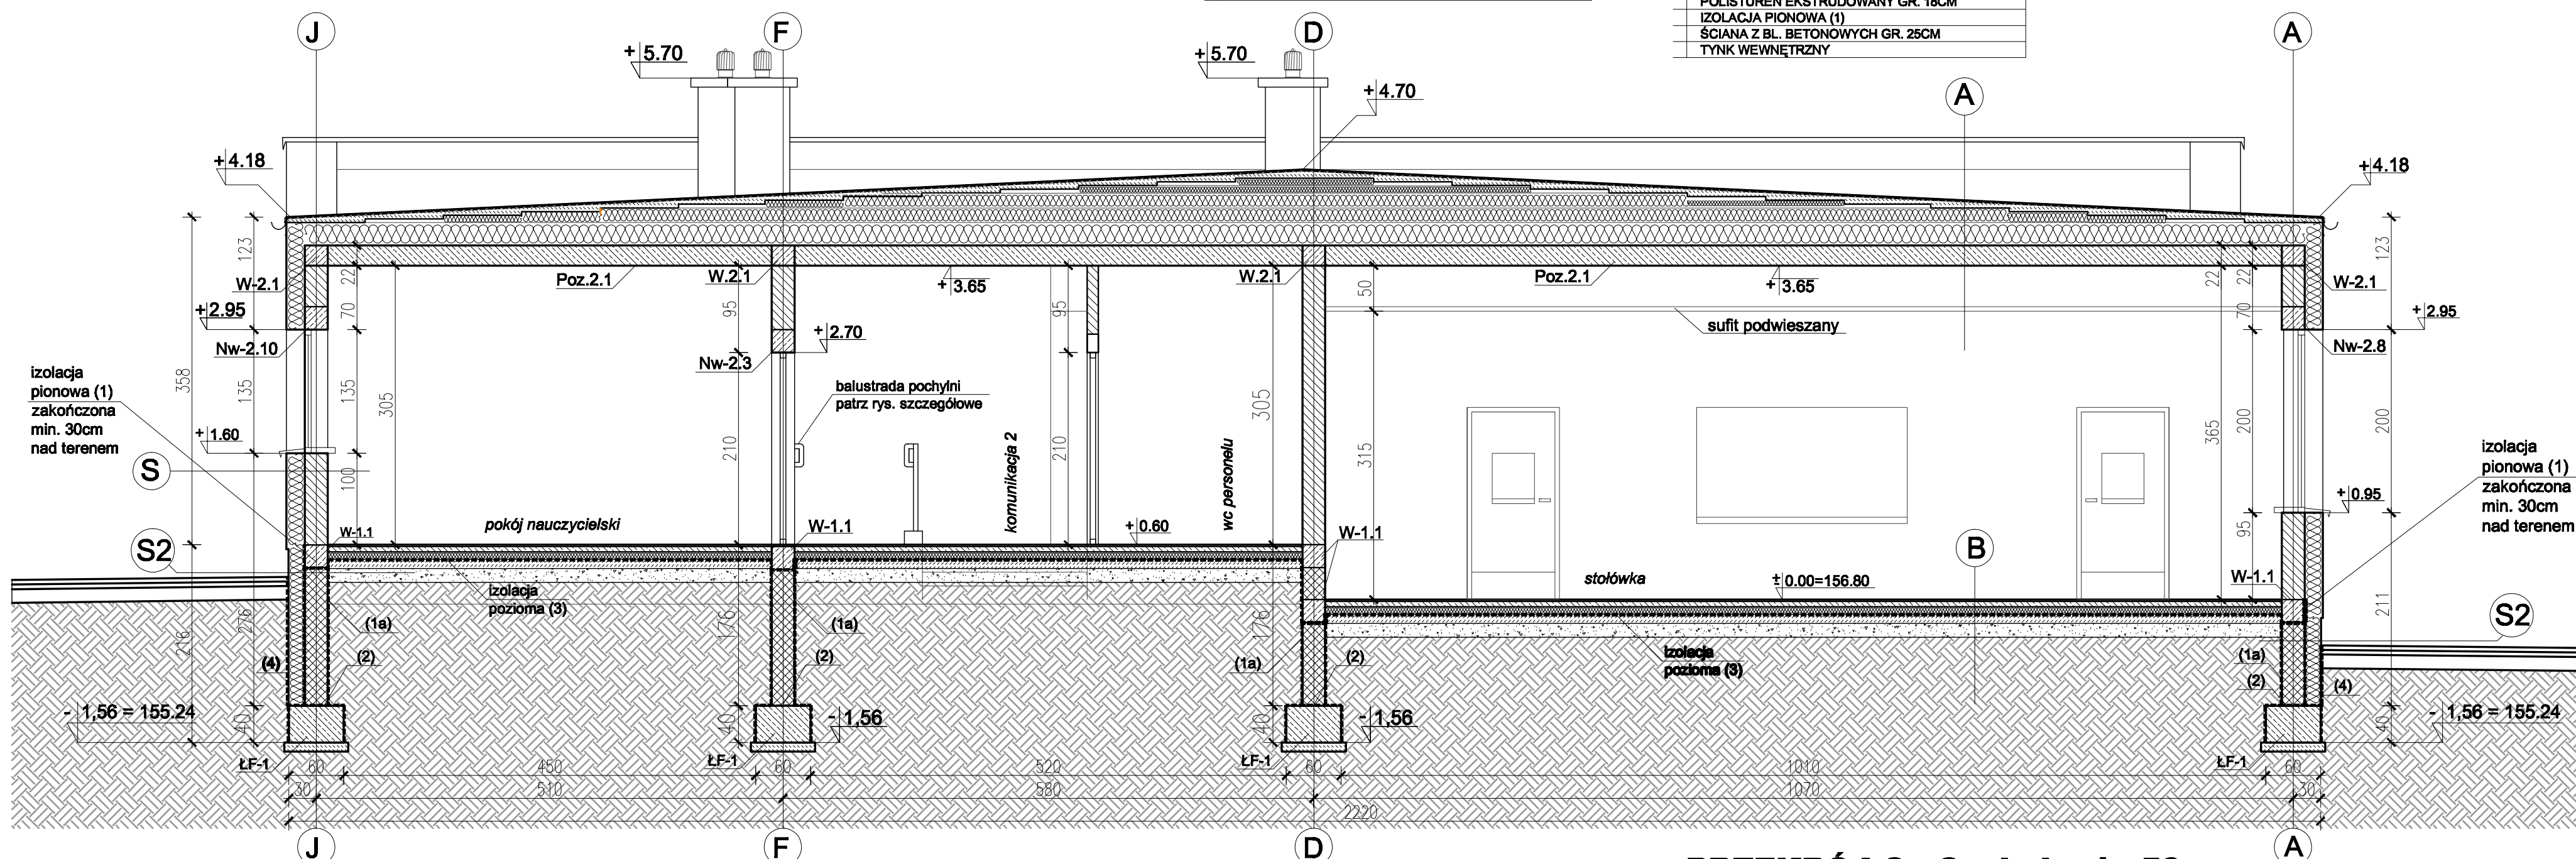 POLISTUREN EKSTRUDOWANY GR. 18CM
IZOLACJA PIONOWA (1)
ŚCIANA Z BL. BETONOWYCH GR. 25CM
TYNK WEWNĘTRZNY
J
F
D
A
+ 5.70
+ 5.70
+ 4.70
A
+ 4.18
+ 4.18
123
22
W-2.1
Poz.2.1
W.2.1
+ 3.65
W.2.1
50
Poz.2.1
+ 3.65
22
22
W-2.1
123
+ 2.95
70
95
95
70
+ 2.95
sufit podwieszany
Nw-2.10
+ 2.70
Nw-2.3
Nw-2.8
izolacja
pionowa (1)
zakończona
min. 30cm
nad terenem
358
135
135
305
balustrada pochylni
patrz rys. szczegółowe
305
365
200
200
+ 1.60
S
100
210
komunikacja 2
210
wc personelu
315
izolacja
pionowa (1)
zakończona
min. 30cm
nad terenem
+ 0.95
95
pokój nauczycielski
W-1.1
W-1.1
+ 0.60
W-1.1
B
S2
stołówka
± 0.00=156.80
W-1.1
211
S2
izolacja
pozioma (3)
216
276
(1a)
176
(1a)
176
izolacja
pozioma (3)
(4)
(2)
(2)
(1a)
(2)
(1a)
(2)
(4)
- 1,56 = 155.24
40
40
- 1,56
40
- 1,56
40
- 1,56 = 155.24
ŁF-1
ŁF-1
ŁF-1
ŁF-1
60
450
60
520
60
1010
60
30
510
580
1070
30
2220
J
F
D
A